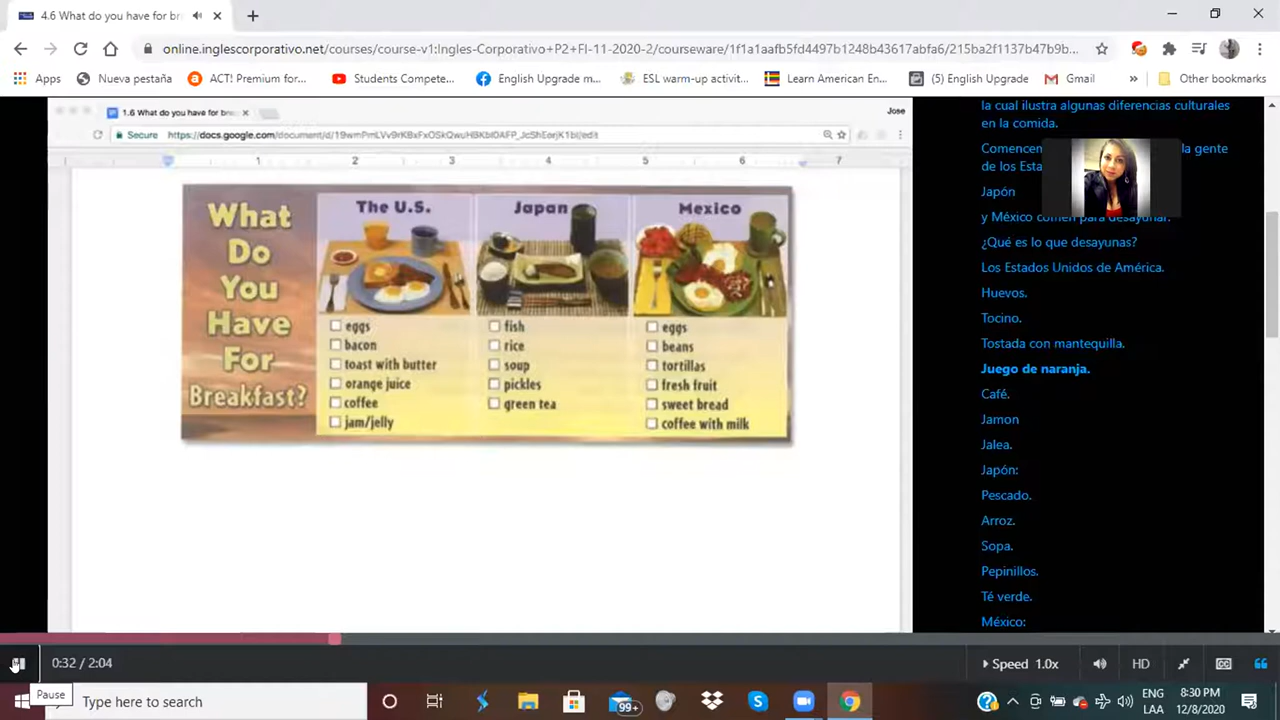 4.6 What do you have for br
online.inglescorporativo.net/courses/course-v1:Ingles-Corporativo+P2+FI-11-2020-2/courseware/1f1a1aafb5fd4497b1248b43617abfa6/215ba2f1137b47b9b...
Apps
Nueva pestaña
ACT! Premium for...
Students Compete...
English Upgrade m...
ESL warm-up activit...
Learn American En...
(5) English Upgrade
Gmail
»
Other bookmarks
1.6 What do you have for bre
Jose
Secure
1 2 3 4 5 6 7
What
Do
You
Have
For
Breakfast?
The U.S.
eggs
bacon
toast with butter
orange juice
coffee
jam/jelly
Japan
fish
rice
soup
pickles
green tea
Mexico
eggs
beans
tortillas
fresh fruit
sweet bread
coffee with milk
la cual ilustra algunas diferencias culturales
en la comida.
la gente
de los Esta
Japón
y México comen para desayunar.
¿Qué es lo que desayunas?
Los Estados Unidos de América.
Huevos.
Tocino.
Tostada con mantequilla.
Juego de naranja.
Café.
Jamon
Jalea.
Japón:
Pescado.
Arroz.
Sopa.
Pepinillos.
Té verde.
México:
0:32 / 2:04
Speed 1.0x
HD
Pause
Type here to search
99+
ENG
LAA
8:30 PM
12/8/2020